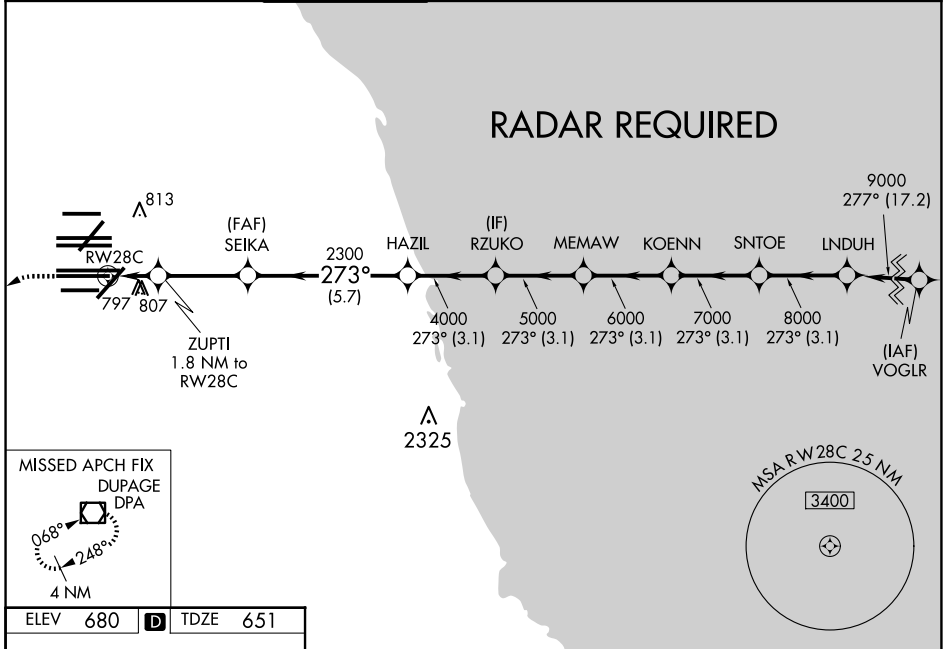 RADAR REQUIRED
813
9000
277° (17.2)
(FAF)
SEIKA
2300
273°
(5.7)
HAZIL
(IF)
RZUKO
MEMAW
KOENN
SNTOE
LNDUH
RW28C
797
807
4000
273° (3.1)
5000
273° (3.1)
6000
273° (3.1)
7000
273° (3.1)
8000
273° (3.1)
(IAF)
VOGLR
ZUPTI
1.8 NM to
RW28C
2325
MISSED APCH FIX
DUPAGE
DPA
068°
248°
4 NM
MSA RW28C 25 NM
3400
ELEV 680 D TDZE 651